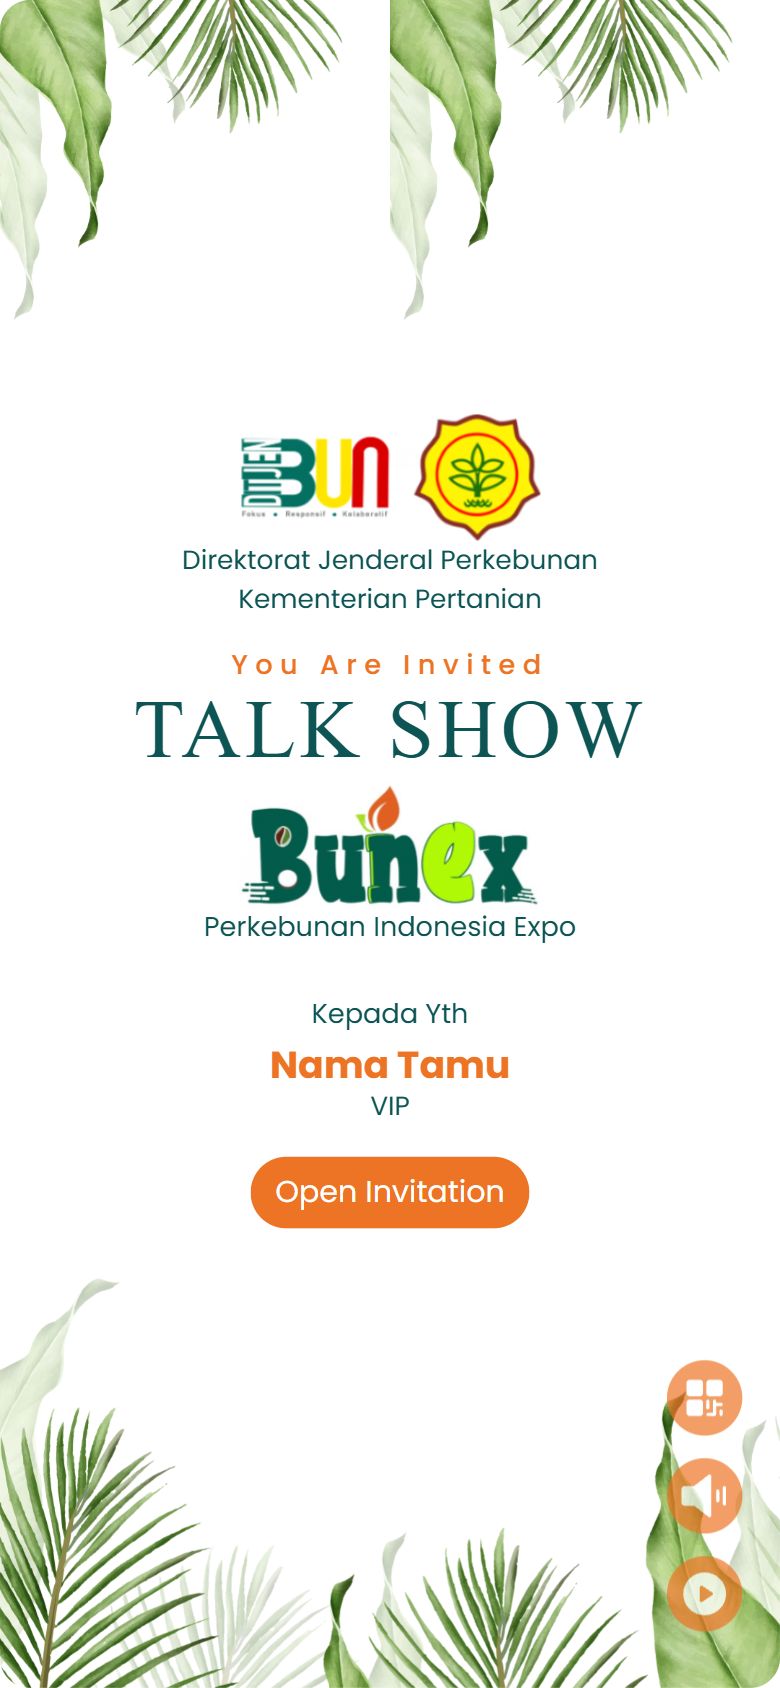 DITJEN BUN
Fokus • Responsif • Kolaboratif
Direktorat Jenderal Perkebunan
Kementerian Pertanian
You Are Invited
TALK SHOW
Bunex
Perkebunan Indonesia Expo
Kepada Yth
Nama Tamu
VIP
Open Invitation